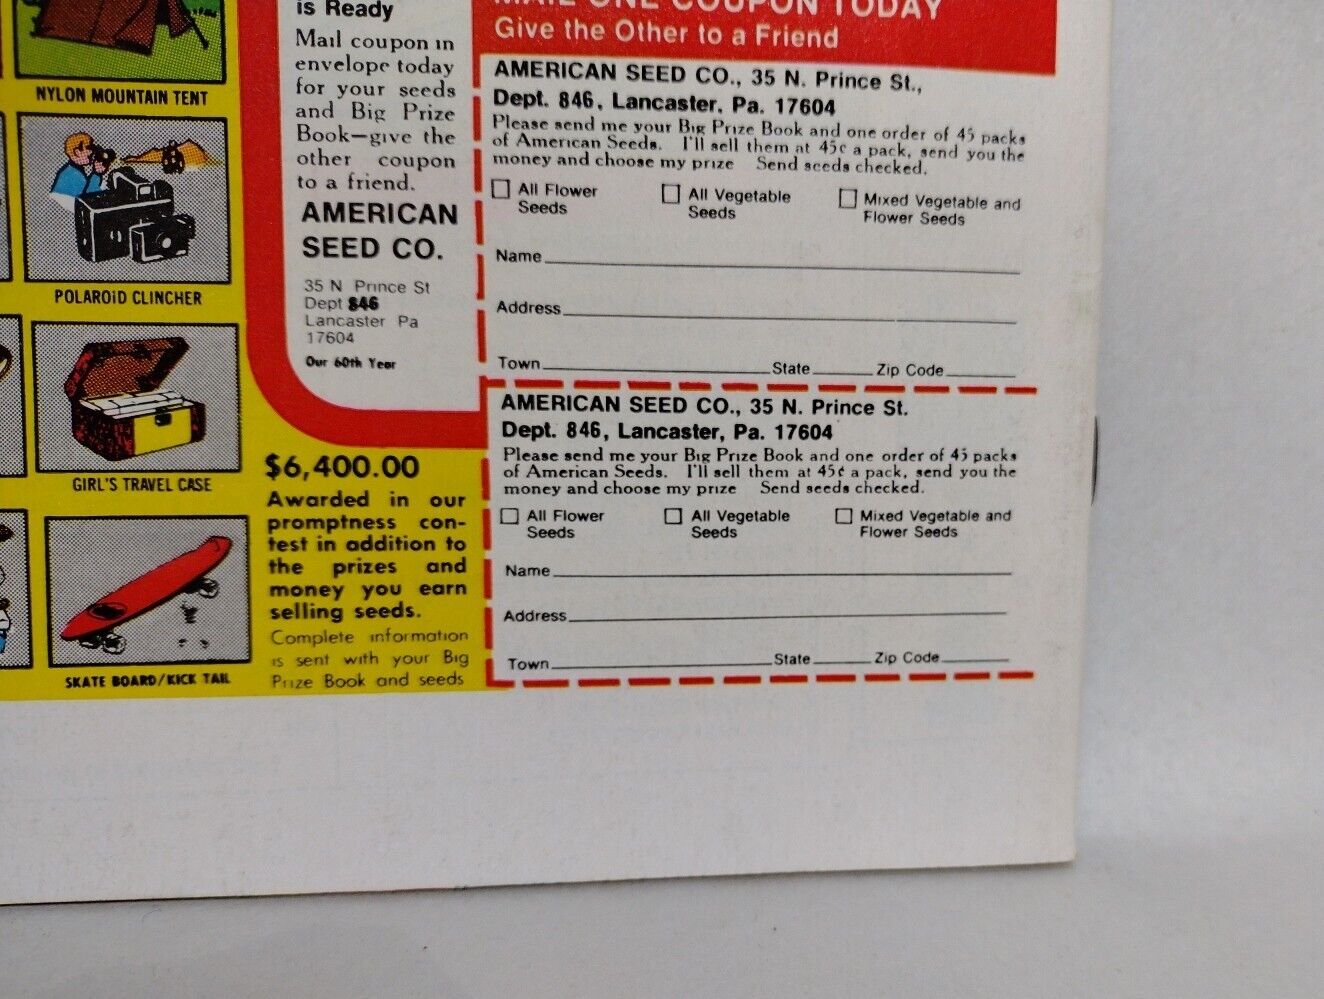 NYLON MOUNTAIN TENT
POLAROID CLINCHER
GIRL'S TRAVEL CASE
SKATE BOARD/KICK TAIL
is Ready
Mail coupon in
envelope today
for your seeds
and Big Prize
Book—give the
other coupon
to a friend.
AMERICAN
SEED CO.
35 N Prince St
Dept 846
Lancaster Pa
17604
Our 60th Year
$6,400.00
Awarded in our
promptness con-
test in addition to
the prizes and
money you earn
selling seeds.
Complete information
is sent with your Big
Prize Book and seeds
MAIL ONE COUPON TODAY
Give the Other to a Friend
AMERICAN SEED CO., 35 N. Prince St.,
Dept. 846, Lancaster, Pa. 17604
Please send me your Big Prize Book and one order of 45 packs
of American Seeds. I'll sell them at 45¢ a pack, send you the
money and choose my prize Send seeds checked.
All Flower
Seeds
All Vegetable
Seeds
Mixed Vegetable and
Flower Seeds
Name
Address
Town State Zip Code
AMERICAN SEED CO., 35 N. Prince St.
Dept. 846, Lancaster, Pa. 17604
Please send me your Big Prize Book and one order of 45 packs
of American Seeds. I'll sell them at 45¢ a pack, send you the
money and choose my prize Send seeds checked.
All Flower
Seeds
All Vegetable
Seeds
Mixed Vegetable and
Flower Seeds
Name
Address
Town State Zip Code